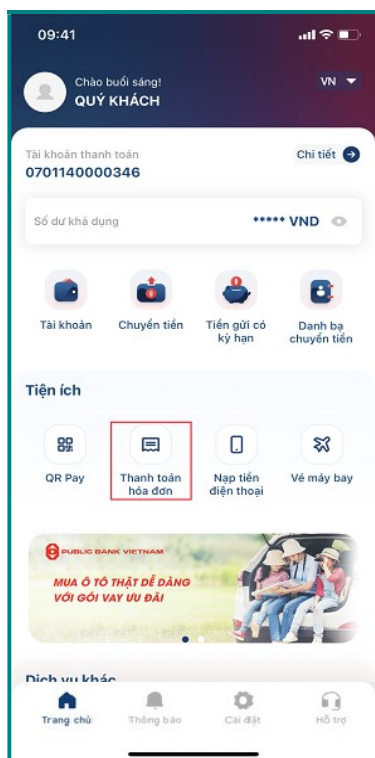 09:41
Chào buổi sáng!
QUÝ KHÁCH
VN
Tài khoản thanh toán
0701140000346
Chi tiết
Số dư khả dụng
***** VND
Tài khoản
Chuyển tiền
Tiền gửi có
kỳ hạn
Danh bạ
chuyển tiền
Tiện ích
QR Pay
Thanh toán
hóa đơn
Nạp tiền
điện thoại
Vé máy bay
PUBLIC BANK VIETNAM
MUA Ô TÔ THẬT DỄ DÀNG
VỚI GÓI VAY ƯU ĐÃI
Dịch vụ khác
Trang chủ
Thông báo
Cài đặt
Hỗ trợ